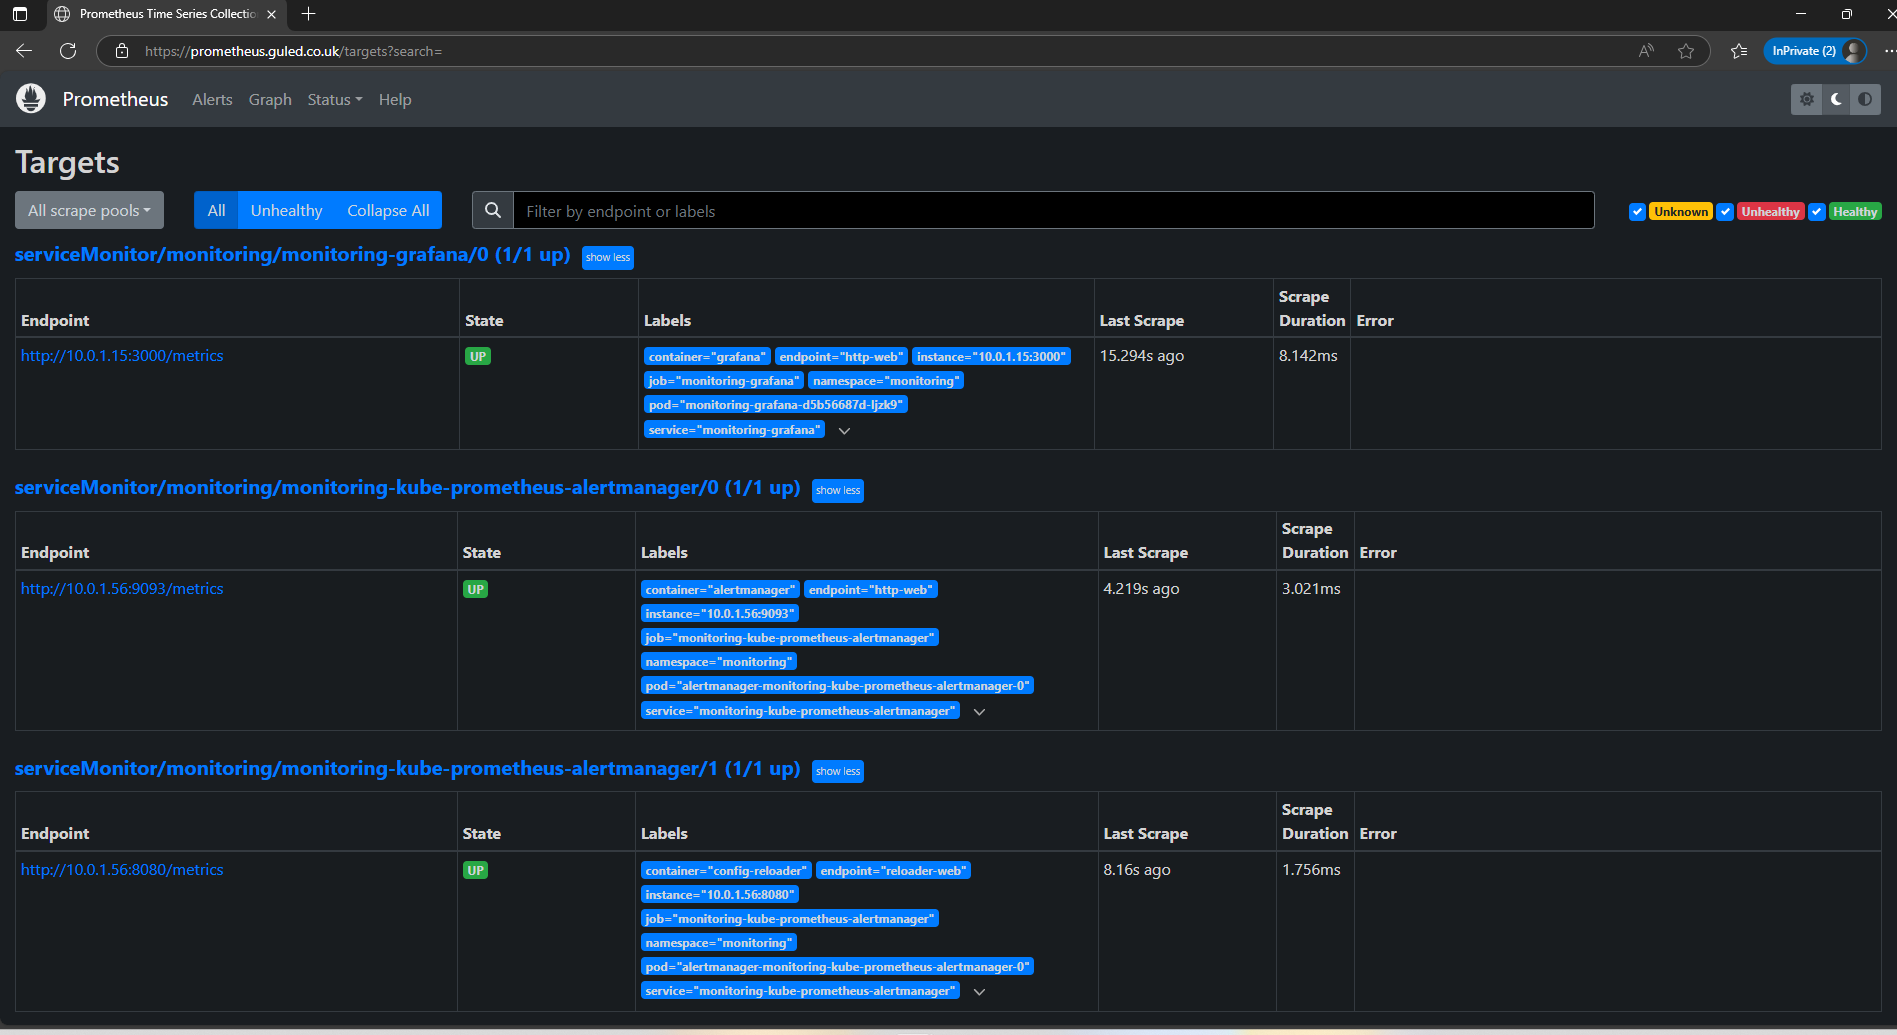 Prometheus Time Series Collectio
https://prometheus.guled.co.uk/targets?search=
InPrivate (2)
Prometheus Alerts Graph Status Help
Targets
All scrape pools All Unhealthy Collapse All Filter by endpoint or labels Unknown Unhealthy Healthy
serviceMonitor/monitoring/monitoring-grafana/0 (1/1 up) show less
Endpoint State Labels Last Scrape Scrape Duration Error
http://10.0.1.15:3000/metrics UP container="grafana" endpoint="http-web" instance="10.0.1.15:3000" 15.294s ago 8.142ms
job="monitoring-grafana" namespace="monitoring"
pod="monitoring-grafana-d5b56687d-ljzk9"
service="monitoring-grafana"
serviceMonitor/monitoring/monitoring-kube-prometheus-alertmanager/0 (1/1 up) show less
Endpoint State Labels Last Scrape Scrape Duration Error
http://10.0.1.56:9093/metrics UP container="alertmanager" endpoint="http-web" 4.219s ago 3.021ms
instance="10.0.1.56:9093"
job="monitoring-kube-prometheus-alertmanager"
namespace="monitoring"
pod="alertmanager-monitoring-kube-prometheus-alertmanager-0"
service="monitoring-kube-prometheus-alertmanager"
serviceMonitor/monitoring/monitoring-kube-prometheus-alertmanager/1 (1/1 up) show less
Endpoint State Labels Last Scrape Scrape Duration Error
http://10.0.1.56:8080/metrics UP container="config-reloader" endpoint="reloader-web" 8.16s ago 1.756ms
instance="10.0.1.56:8080"
job="monitoring-kube-prometheus-alertmanager"
namespace="monitoring"
pod="alertmanager-monitoring-kube-prometheus-alertmanager-0"
service="monitoring-kube-prometheus-alertmanager"